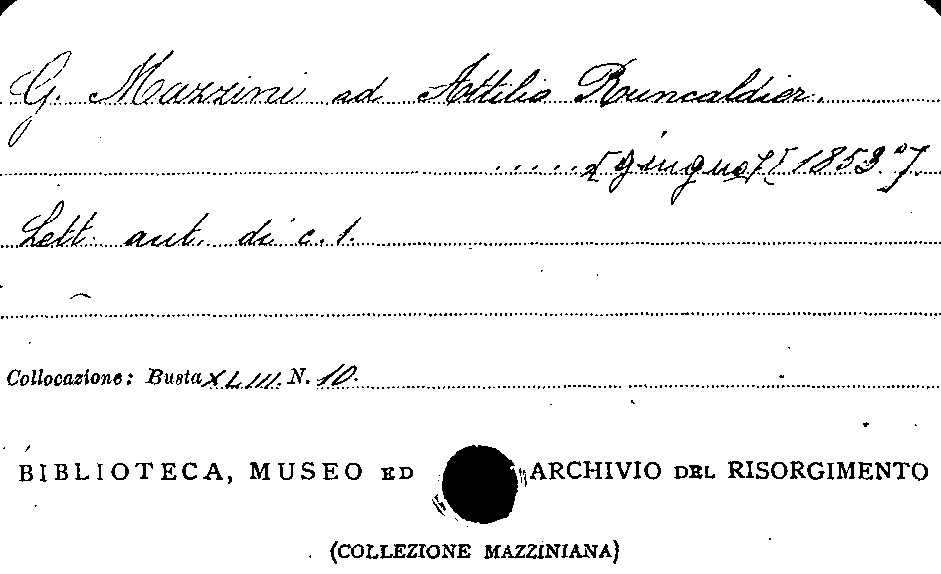 G. Mazzini ad Attilio Runcaldier.
.....[giugno][1853?].
Lett. aut. di c. 1.
Collocazione: Busta XLIII. N. 10.
BIBLIOTECA, MUSEO ED ARCHIVIO DEL RISORGIMENTO
(COLLEZIONE MAZZINIANA)